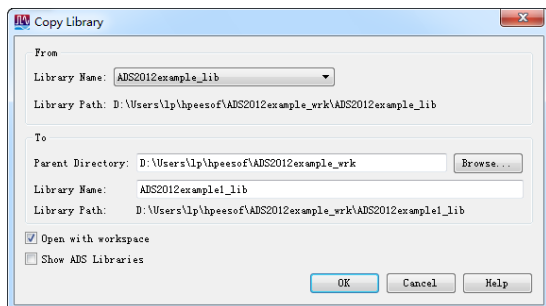 Copy Library
From
Library Name: ADS2012example_lib
Library Path: D:\Users\lp\hpeesof\ADS2012example_wrk\ADS2012example_lib
To
Parent Directory: D:\Users\lp\hpeesof\ADS2012example_wrk Browse...
Library Name: ADS2012example1_lib
Library Path: D:\Users\lp\hpeesof\ADS2012example_wrk\ADS2012example1_lib
Open with workspace
Show ADS Libraries
OK Cancel Help